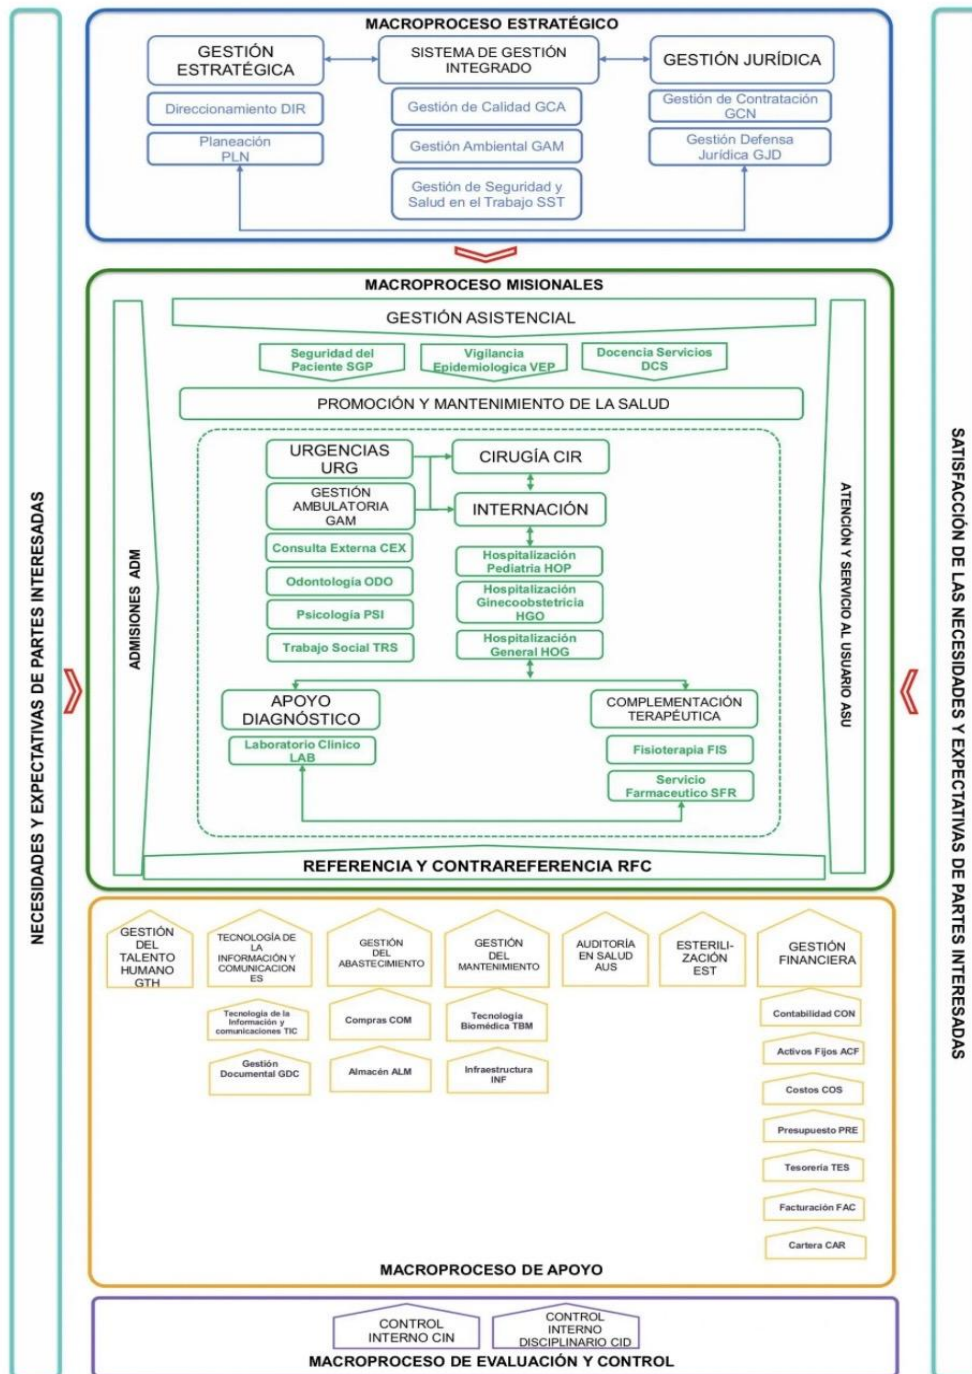 NECESIDADES Y EXPECTATIVAS DE PARTES INTERESADAS
MACROPROCESO ESTRATÉGICO
GESTIÓN
ESTRATÉGICA
Direccionamiento DIR
Planeación
PLN
SISTEMA DE GESTIÓN
INTEGRADO
Gestión de Calidad GCA
Gestión Ambiental GAM
Gestión de Seguridad y
Salud en el Trabajo SST
GESTIÓN JURÍDICA
Gestión de Contratación
GCN
Gestión Defensa
Jurídica GJD
MACROPROCESO MISIONALES
GESTIÓN ASISTENCIAL
Seguridad del
Paciente SGP
Vigilancia
Epidemiologica VEP
Docencia Servicios
DCS
PROMOCIÓN Y MANTENIMIENTO DE LA SALUD
ADMISIONES ADM
URGENCIAS
URG
GESTIÓN
AMBULATORIA
GAM
Consulta Externa CEX
Odontología ODO
Psicología PSI
Trabajo Social TRS
CIRUGÍA CIR
INTERNACIÓN
Hospitalización
Pediatría HOP
Hospitalización
Ginecoobstetricia
HGO
Hospitalización
General HOG
APOYO
DIAGNÓSTICO
Laboratorio Clínico
LAB
COMPLEMENTACIÓN
TERAPÉUTICA
Fisioterapia FIS
Servicio
Farmaceutico SFR
ATENCIÓN Y SERVICIO AL USUARIO ASU
REFERENCIA Y CONTRAREFERENCIA RFC
GESTIÓN
DEL
TALENTO
HUMANO
GTH
TECNOLOGÍA DE
LA
INFORMACIÓN Y
COMUNICACION
ES
Tecnología de la
Información y
comunicaciones TIC
Gestión
Documental GDC
GESTIÓN
DEL
ABASTECIMIENTO
Compras COM
Almacén ALM
GESTIÓN
DEL
MANTENIMIENTO
Tecnología
Biomédica TBM
Infraestructura
INF
AUDITORÍA
EN SALUD
AUS
ESTERILI-
ZACIÓN
EST
GESTIÓN
FINANCIERA
Contabilidad CON
Activos Fijos ACF
Costos COS
Presupuesto PRE
Tesorería TES
Facturación FAC
Cartera CAR
MACROPROCESO DE APOYO
CONTROL
INTERNO CIN
CONTROL
INTERNO
DISCIPLINARIO CID
MACROPROCESO DE EVALUACIÓN Y CONTROL
SATISFACCIÓN DE LAS NECESIDADES Y EXPECTATIVAS DE PARTES INTERESADAS